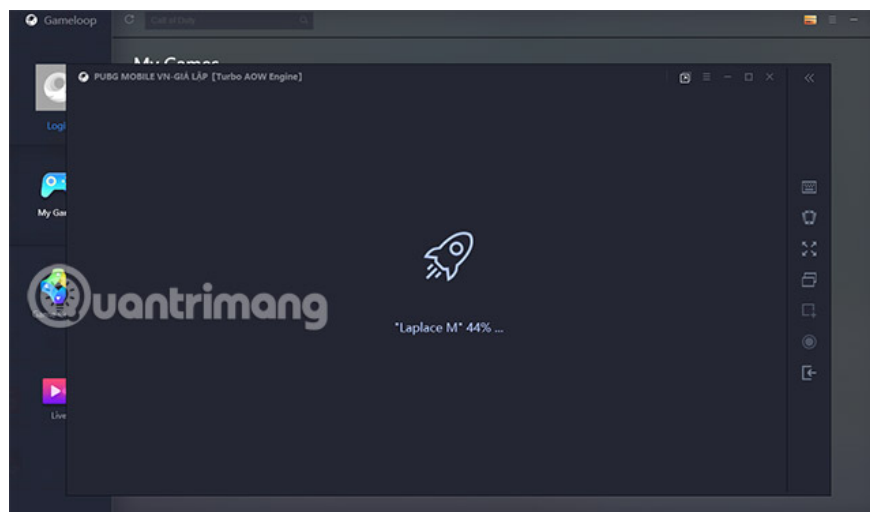 Gameloop
Call of Duty
My Games
PUBG MOBILE VN-GIẢ LẬP [Turbo AOW Engine]
Logi
My Gam
uantrimang
"Laplace M" 44% ...
Live